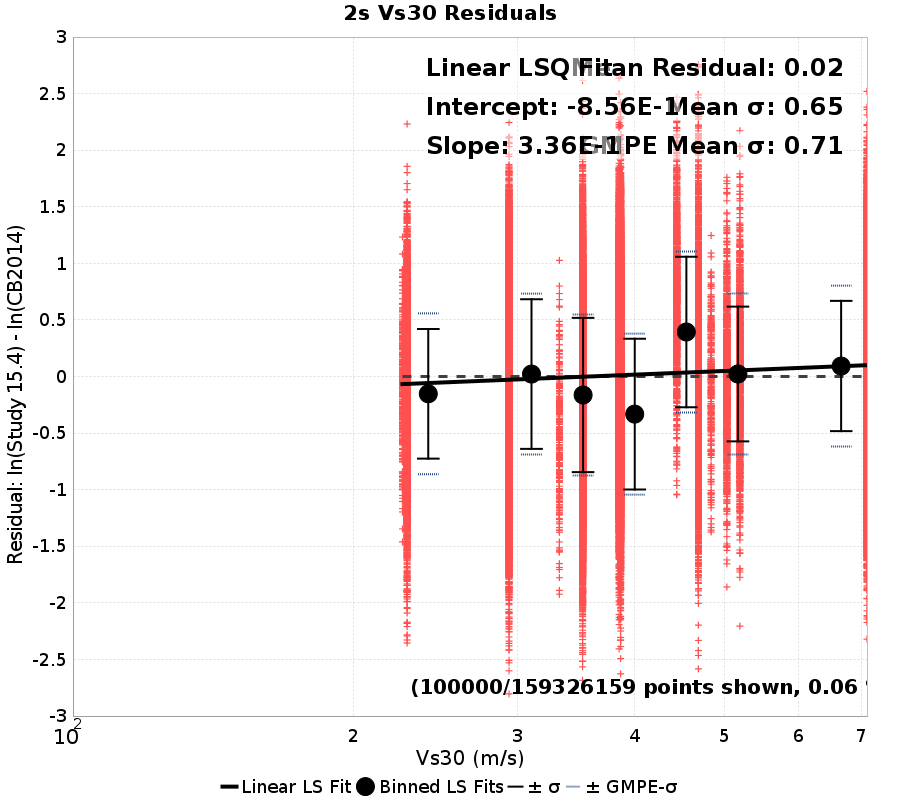 2s Vs30 Residuals
Linear LSQ Fit
Mean Residual: 0.02
Intercept: -8.56E-1
Mean σ: 0.65
Slope: 3.36E-1
GMPE Mean σ: 0.71
3
2.5
2
1.5
1
0.5
0
-0.5
-1
-1.5
-2
-2.5
-3
Residual: ln(Study 15.4) - ln(CB2014)
(100000/159326159 points shown, 0.06
10^2 2 3 4 5 6 7
Vs30 (m/s)
Linear LS Fit Binned LS Fits ± σ ± GMPE-σ